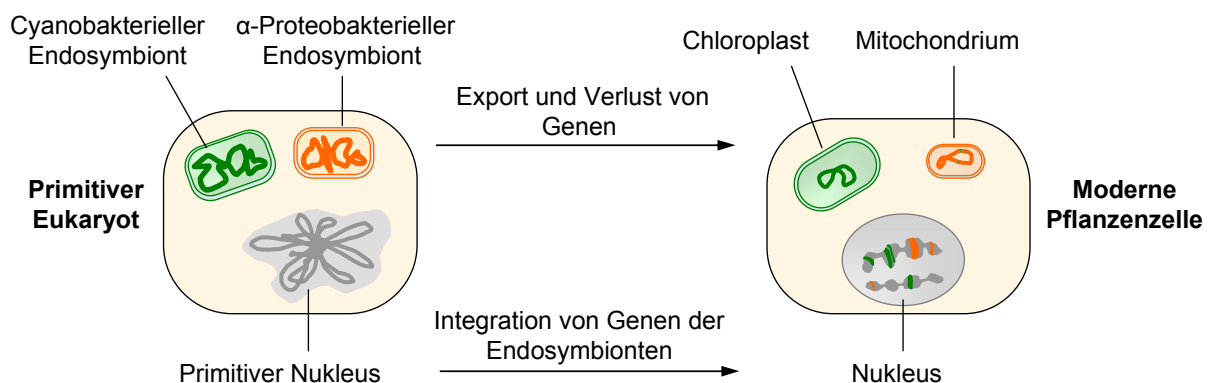 Cyanobakterieller
Endosymbiont
α-Proteobakterieller
Endosymbiont
Chloroplast
Mitochondrium
Export und Verlust von
Genen
Primitiver
Eukaryot
Moderne
Pflanzenzelle
Integration von Genen der
Endosymbionten
Primitiver Nukleus
Nukleus